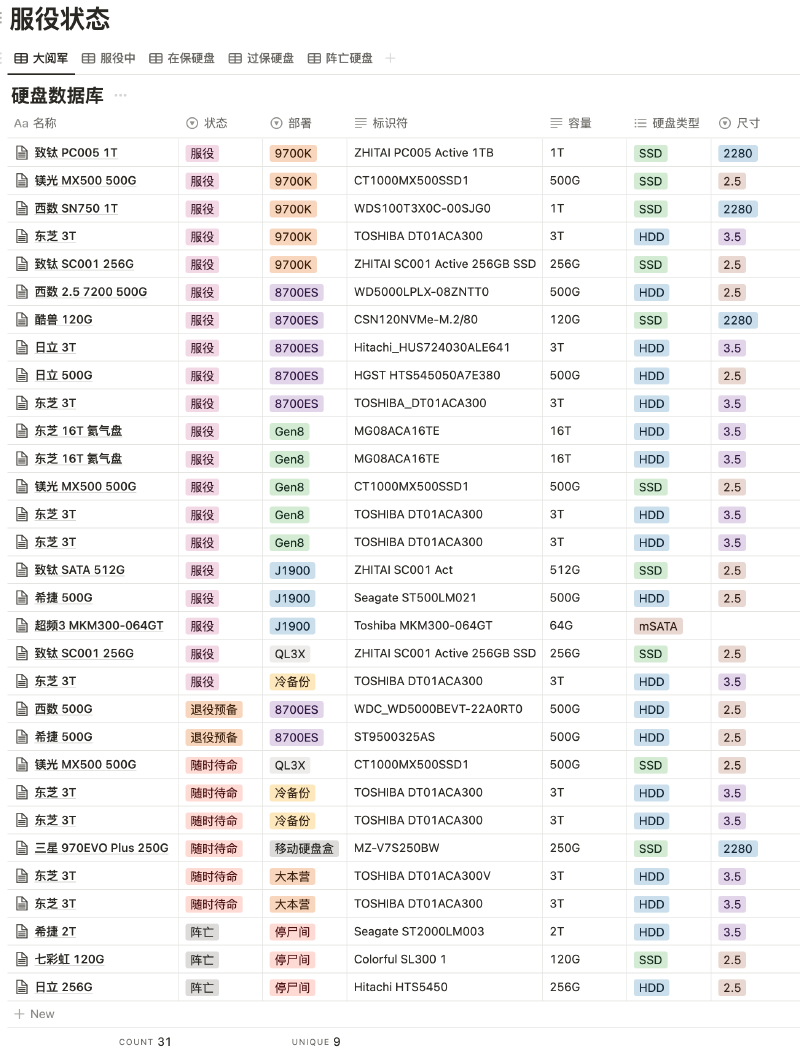 服役状态
大阅军 服役中 在保硬盘 过保硬盘 阵亡硬盘
硬盘数据库 ...
Aa 名称 状态 部署 标识符 容量 硬盘类型 尺寸
致钛 PC005 1T 服役 9700K ZHITAI PC005 Active 1TB 1T SSD 2280
镁光 MX500 500G 服役 9700K CT1000MX500SSD1 500G SSD 2.5
西数 SN750 1T 服役 9700K WDS100T3X0C-00SJG0 1T SSD 2280
东芝 3T 服役 9700K TOSHIBA DT01ACA300 3T HDD 3.5
致钛 SC001 256G 服役 9700K ZHITAI SC001 Active 256GB SSD 256G SSD 2.5
西数 2.5 7200 500G 服役 8700ES WD5000LPLX-08ZNTT0 500G HDD 2.5
酷兽 120G 服役 8700ES CSN120NVMe-M.2/80 120G SSD 2280
日立 3T 服役 8700ES Hitachi_HUS724030ALE641 3T HDD 3.5
日立 500G 服役 8700ES HGST HTS545050A7E380 500G HDD 2.5
东芝 3T 服役 8700ES TOSHIBA_DT01ACA300 3T HDD 3.5
东芝 16T 氦气盘 服役 Gen8 MG08ACA16TE 16T HDD 3.5
东芝 16T 氦气盘 服役 Gen8 MG08ACA16TE 16T HDD 3.5
镁光 MX500 500G 服役 Gen8 CT1000MX500SSD1 500G SSD 2.5
东芝 3T 服役 Gen8 TOSHIBA DT01ACA300 3T HDD 3.5
东芝 3T 服役 Gen8 TOSHIBA DT01ACA300 3T HDD 3.5
致钛 SATA 512G 服役 J1900 ZHITAI SC001 Act 512G SSD 2.5
希捷 500G 服役 J1900 Seagate ST500LM021 500G HDD 2.5
超频3 MKM300-064GT 服役 J1900 Toshiba MKM300-064GT 64G mSATA
致钛 SC001 256G 服役 QL3X ZHITAI SC001 Active 256GB SSD 256G SSD 2.5
东芝 3T 服役 冷备份 TOSHIBA DT01ACA300 3T HDD 3.5
西数 500G 退役预备 8700ES WDC_WD5000BEVT-22A0RT0 500G HDD 2.5
希捷 500G 退役预备 8700ES ST9500325AS 500G HDD 2.5
镁光 MX500 500G 随时待命 QL3X CT1000MX500SSD1 500G SSD 2.5
东芝 3T 随时待命 冷备份 TOSHIBA DT01ACA300 3T HDD 3.5
东芝 3T 随时待命 冷备份 TOSHIBA DT01ACA300 3T HDD 3.5
三星 970EVO Plus 250G 随时待命 移动硬盘盒 MZ-V7S250BW 250G SSD 2280
东芝 3T 随时待命 大本营 TOSHIBA DT01ACA300V 3T HDD 3.5
东芝 3T 随时待命 大本营 TOSHIBA DT01ACA300 3T HDD 3.5
希捷 2T 阵亡 停尸间 Seagate ST2000LM003 2T HDD 2.5
七彩虹 120G 阵亡 停尸间 Colorful SL300 1 120G SSD 2.5
日立 256G 阵亡 停尸间 Hitachi HTS5450 256G HDD 2.5
+ New
COUNT 31 UNIQUE 9